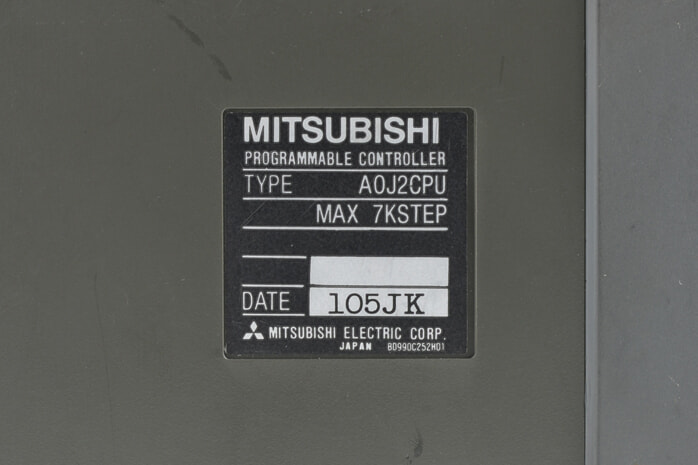 MITSUBISHI
PROGRAMMABLE CONTROLLER
TYPE A0J2CPU
MAX 7KSTEP
DATE 105JK
MITSUBISHI ELECTRIC CORP.
JAPAN BD990C252H01